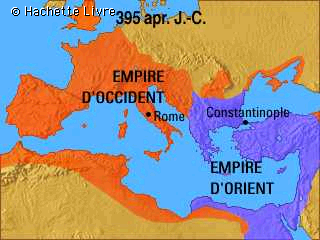 © Hachette Livre
395 apr. J.-C.
EMPIRE
D'OCCIDENT
Rome
Constantinople
EMPIRE
D'ORIENT